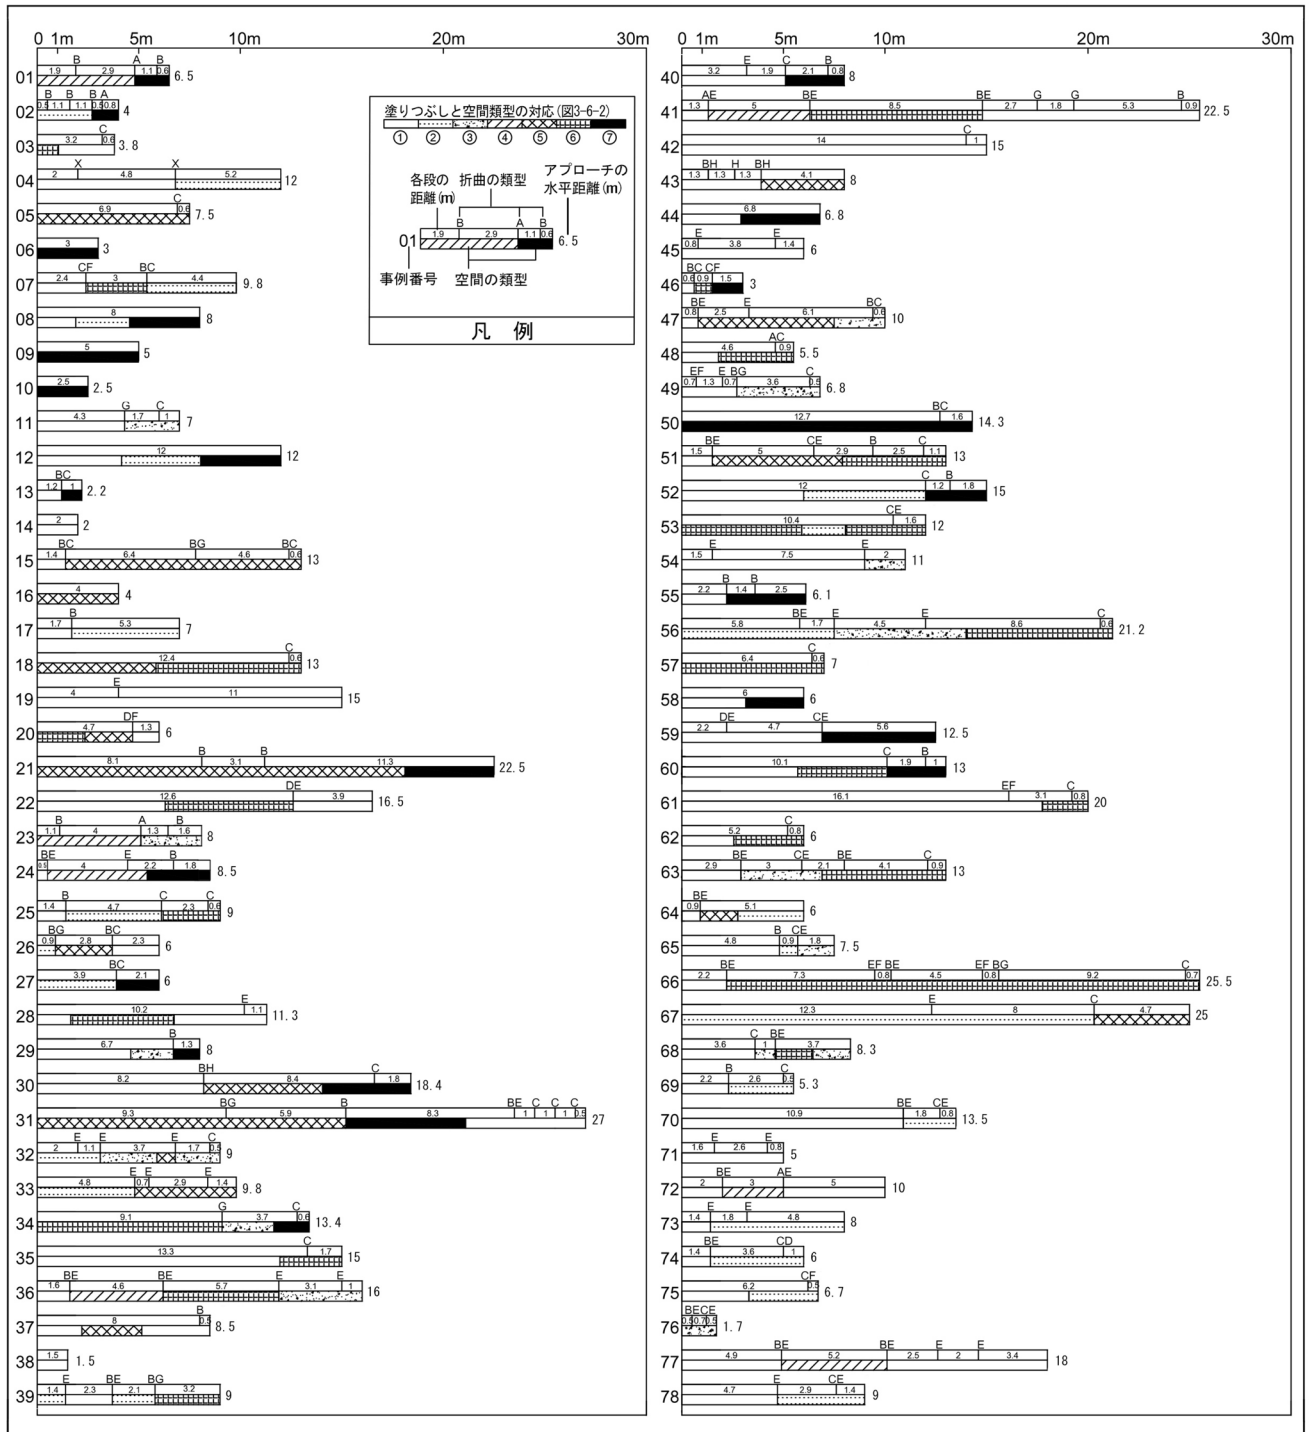 0 1m 5m 10m 20m 30m
B A B
01 1.9 2.9 1.1 0.6 6.5
B B B A
02 0.5 1.1 1.1 0.5 0.8 4
C
03 3.2 0.6 3.8
X X
04 2 4.8 5.2 12
C
05 6.9 0.6 7.5
06 3 3
CF BC
07 2.4 3 4.4 9.8
08 8 8
09 5 5
10 2.5 2.5
G C
11 4.3 1.7 1 7
12 12 12
BC
13 1.2 1 2.2
14 2 2
BC BG BC
15 1.4 6.4 4.6 0.6 13
16 4 4
B
17 1.7 5.3 7
C
18 12.4 0.6 13
E
19 4 11 15
DF
20 4.7 1.3 6
B B
21 8.1 3.1 11.3 22.5
DE
22 12.6 3.9 16.5
B A B
23 1.1 4 1.3 1.6 8
BE E B
24 0.5 4 2.2 1.8 8.5
B C C
25 1.4 4.7 2.3 0.6 9
BG BC
26 0.9 2.8 2.3 6
BC
27 3.9 2.1 6
E
28 10.2 1.1 11.3
B
29 6.7 1.3 8
BH C
30 8.2 8.4 1.8 18.4
BG B BE C C C
31 9.3 5.9 8.3 1 1 1 0.5 27
E E E C
32 2 1.1 3.7 1.7 0.5 9
E E E
33 4.8 0.7 2.9 1.4 9.8
G C
34 9.1 3.7 0.6 13.4
C
35 13.3 1.7 15
BE BE E E
36 1.6 4.6 5.7 3.1 1 16
B
37 8 0.5 8.5
38 1.5 1.5
E BE BG
39 1.4 2.3 2.1 3.2 9
塗りつぶしと空間類型の対応(図3-6-2)
① ② ③ ④ ⑤ ⑥ ⑦
各段の距離(m) 折曲の類型 アプローチの水平距離(m)
B A B
01 1.9 2.9 1.1 0.6 6.5
事例番号 空間の類型
凡 例
0 1m 5m 10m 20m 30m
E C B
40 3.2 1.9 2.1 0.8 8
AE BE BE G G B
41 1.3 5 8.5 2.7 1.8 5.3 0.9 22.5
C
42 14 1 15
BH H BH
43 1.3 1.3 1.3 4.1 8
44 6.8 6.8
E E
45 0.8 3.8 1.4 6
BC CF
46 0.6 0.9 1.5 3
BE E BC
47 0.8 2.5 6.1 0.6 10
AC
48 4.6 0.9 5.5
EF E BG C
49 0.7 1.3 0.7 3.6 0.5 6.8
BC
50 12.7 1.6 14.3
BE CE B C
51 1.5 5 2.9 2.5 1.1 13
C B
52 12 1.2 1.8 15
CE
53 10.4 1.6 12
E E
54 1.5 7.5 2 11
B B
55 2.2 1.4 2.5 6.1
BE E E C
56 5.8 1.7 4.5 8.6 0.6 21.2
C
57 6.4 0.6 7
58 6 6
DE CE
59 2.2 4.7 5.6 12.5
C B
60 10.1 1.9 1 13
EF C
61 16.1 3.1 0.8 20
C
62 5.2 0.8 6
BE CE BE C
63 2.9 3 2.1 4.1 0.9 13
BE
64 0.9 5.1 6
B CE
65 4.8 0.9 1.8 7.5
BE EF BE EF BG C
66 2.2 7.3 0.8 4.5 0.8 9.2 0.7 25.5
E C
67 12.3 8 4.7 25
C BE
68 3.6 1 3.7 8.3
B C
69 2.2 2.6 0.5 5.3
BE CE
70 10.9 1.8 0.8 13.5
E E
71 1.6 2.6 0.8 5
BE AE
72 2 3 5 10
E E
73 1.4 1.8 4.8 8
BE CD
74 1.4 3.6 1 6
CF
75 6.2 0.5 6.7
BE CE
76 0.5 0.7 0.5 1.7
BE BE E E
77 4.9 5.2 2.5 2 3.4 18
E CE
78 4.7 2.9 1.4 9